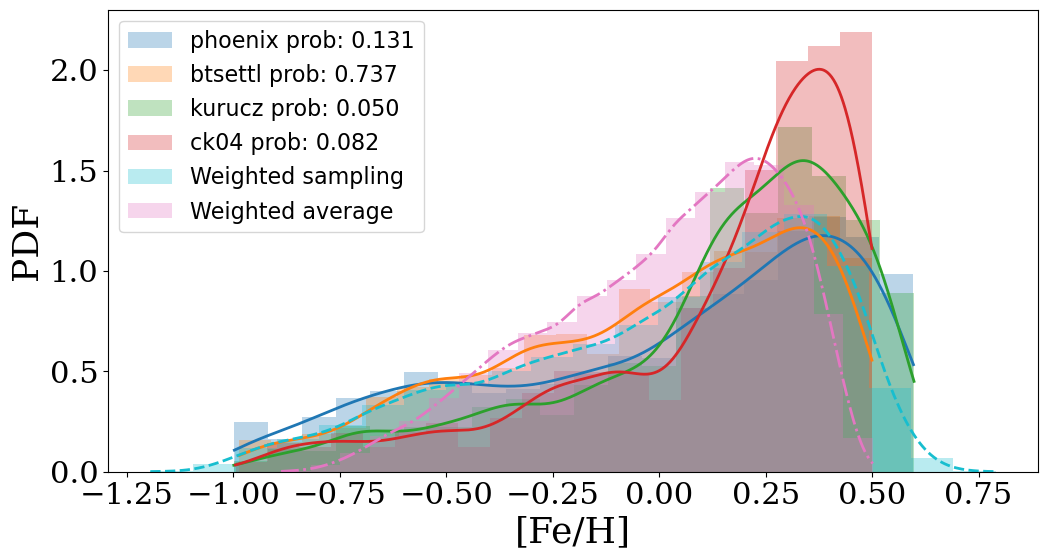 phoenix prob: 0.131
btsettl prob: 0.737
kurucz prob: 0.050
ck04 prob: 0.082
Weighted sampling
Weighted average
PDF
2.0
1.5
1.0
0.5
0.0
−1.25 −1.00 −0.75 −0.50 −0.25 0.00 0.25 0.50 0.75
[Fe/H]